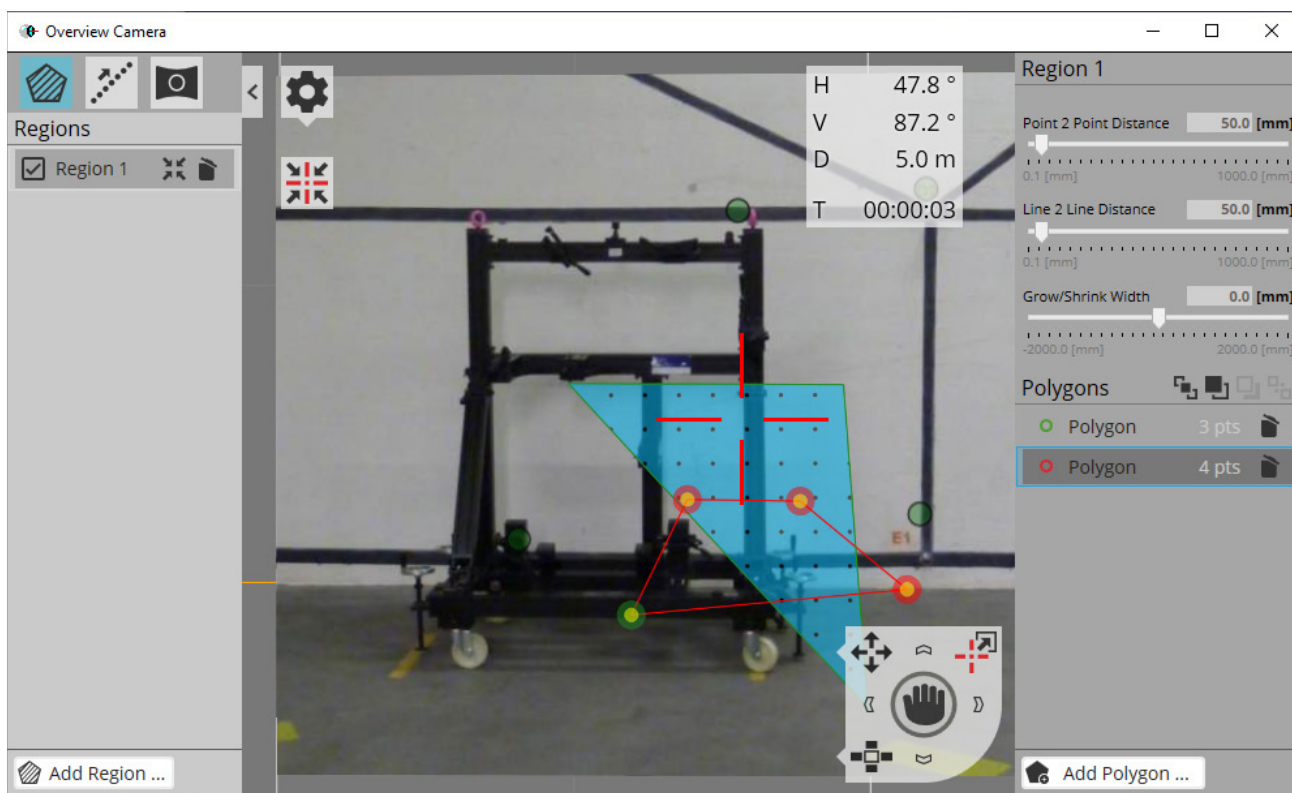 Overview Camera
Regions
Region 1
Add Region ...
H 47.8 °
V 87.2 °
D 5.0 m
T 00:00:03
E1
Region 1
Point 2 Point Distance 50.0 [mm]
0.1 [mm] 1000.0 [mm]
Line 2 Line Distance 50.0 [mm]
0.1 [mm] 1000.0 [mm]
Grow/Shrink Width 0.0 [mm]
-2000.0 [mm] 2000.0 [mm]
Polygons
Polygon 3 pts
Polygon 4 pts
Add Polygon ...